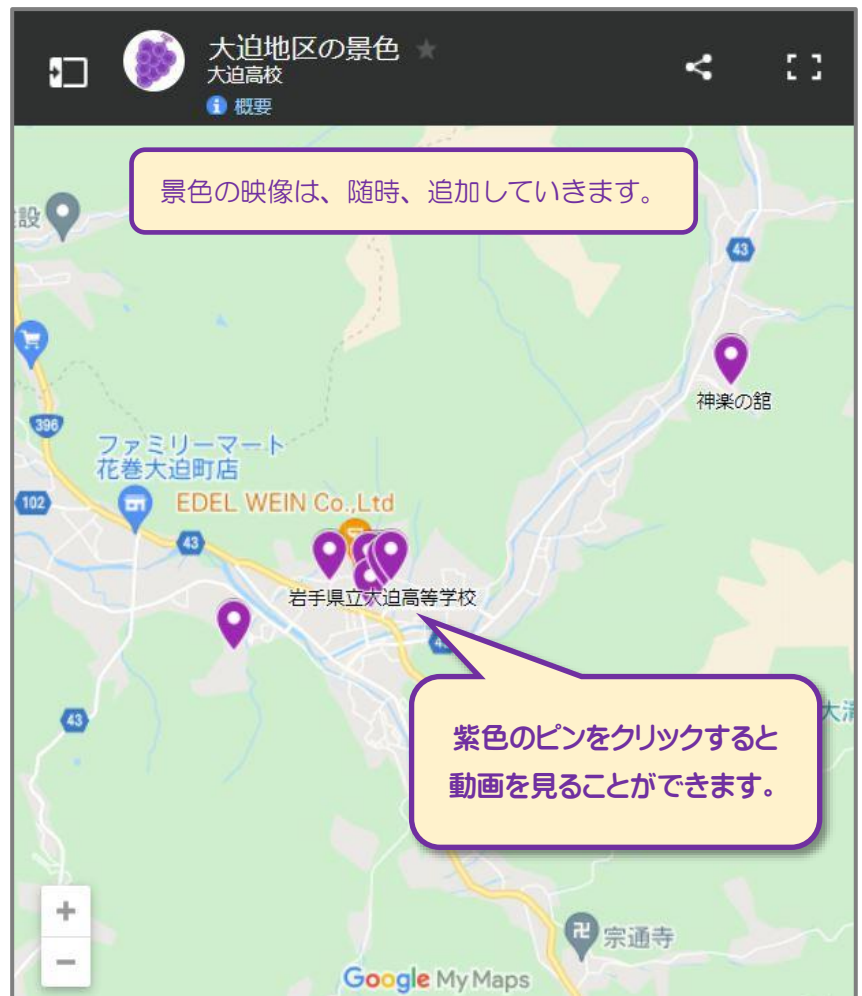 大迫地区の景色
大迫高校
概要
景色の映像は、随時、追加していきます。
設
43
神楽の舘
396
ファミリーマート
花巻大迫町店
102
EDEL WEIN Co.,Ltd
43
岩手県立大迫高等学校
紫色のピンをクリックすると
動画を見ることができます。
43
宗通寺
Google My Maps